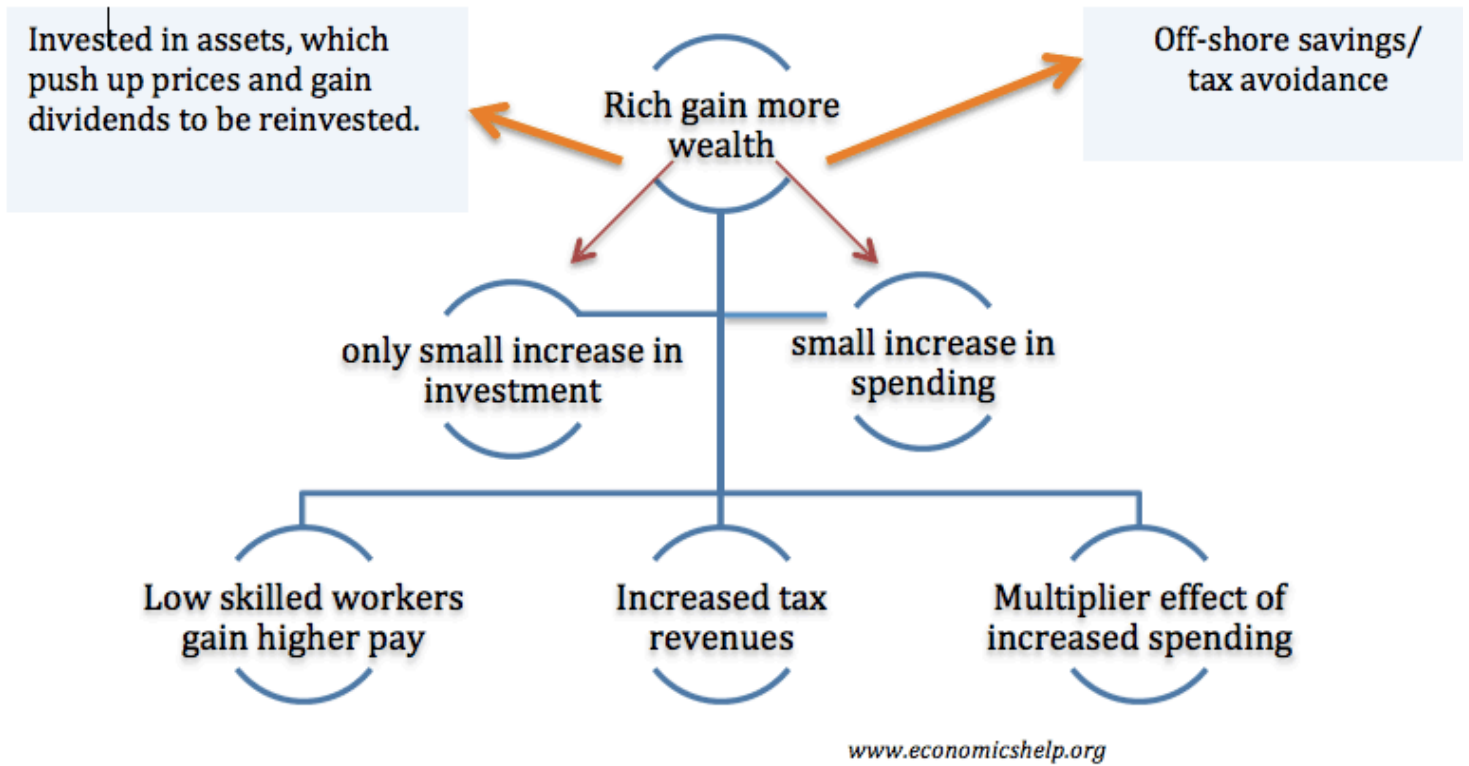 Invested in assets, which
push up prices and gain
dividends to be reinvested.
Off-shore savings/
tax avoidance
Rich gain more
wealth
only small increase in
investment
small increase in
spending
Low skilled workers
gain higher pay
Increased tax
revenues
Multiplier effect of
increased spending
www.economicshelp.org